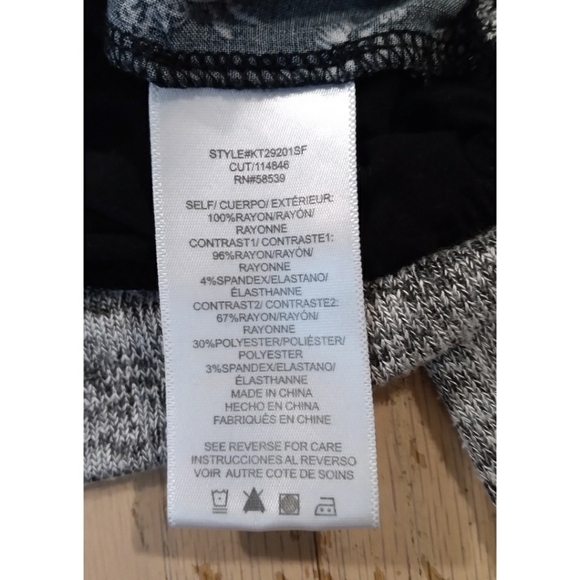 STYLE#KT29201SF
CUT/114846
RN#58539
SELF/ CUERPO/ EXTÉRIEUR:
100%RAYON/RAYÓN/
RAYONNE
CONTRAST1/ CONTRASTE1:
96%RAYON/RAYÓN/
RAYONNE
4%SPANDEX/ELASTANO/
ÉLASTHANNE
CONTRAST2/ CONTRASTE2:
67%RAYON/RAYÓN/
RAYONNE
30%POLYESTER/POLIÉSTER/
POLYESTER
3%SPANDEX/ELASTANO/
ÉLASTHANNE
MADE IN CHINA
HECHO EN CHINA
FABRIQUÉS EN CHINE
SEE REVERSE FOR CARE
INSTRUCCIONES AL REVERSO
VOIR AUTRE COTE DE SOINS